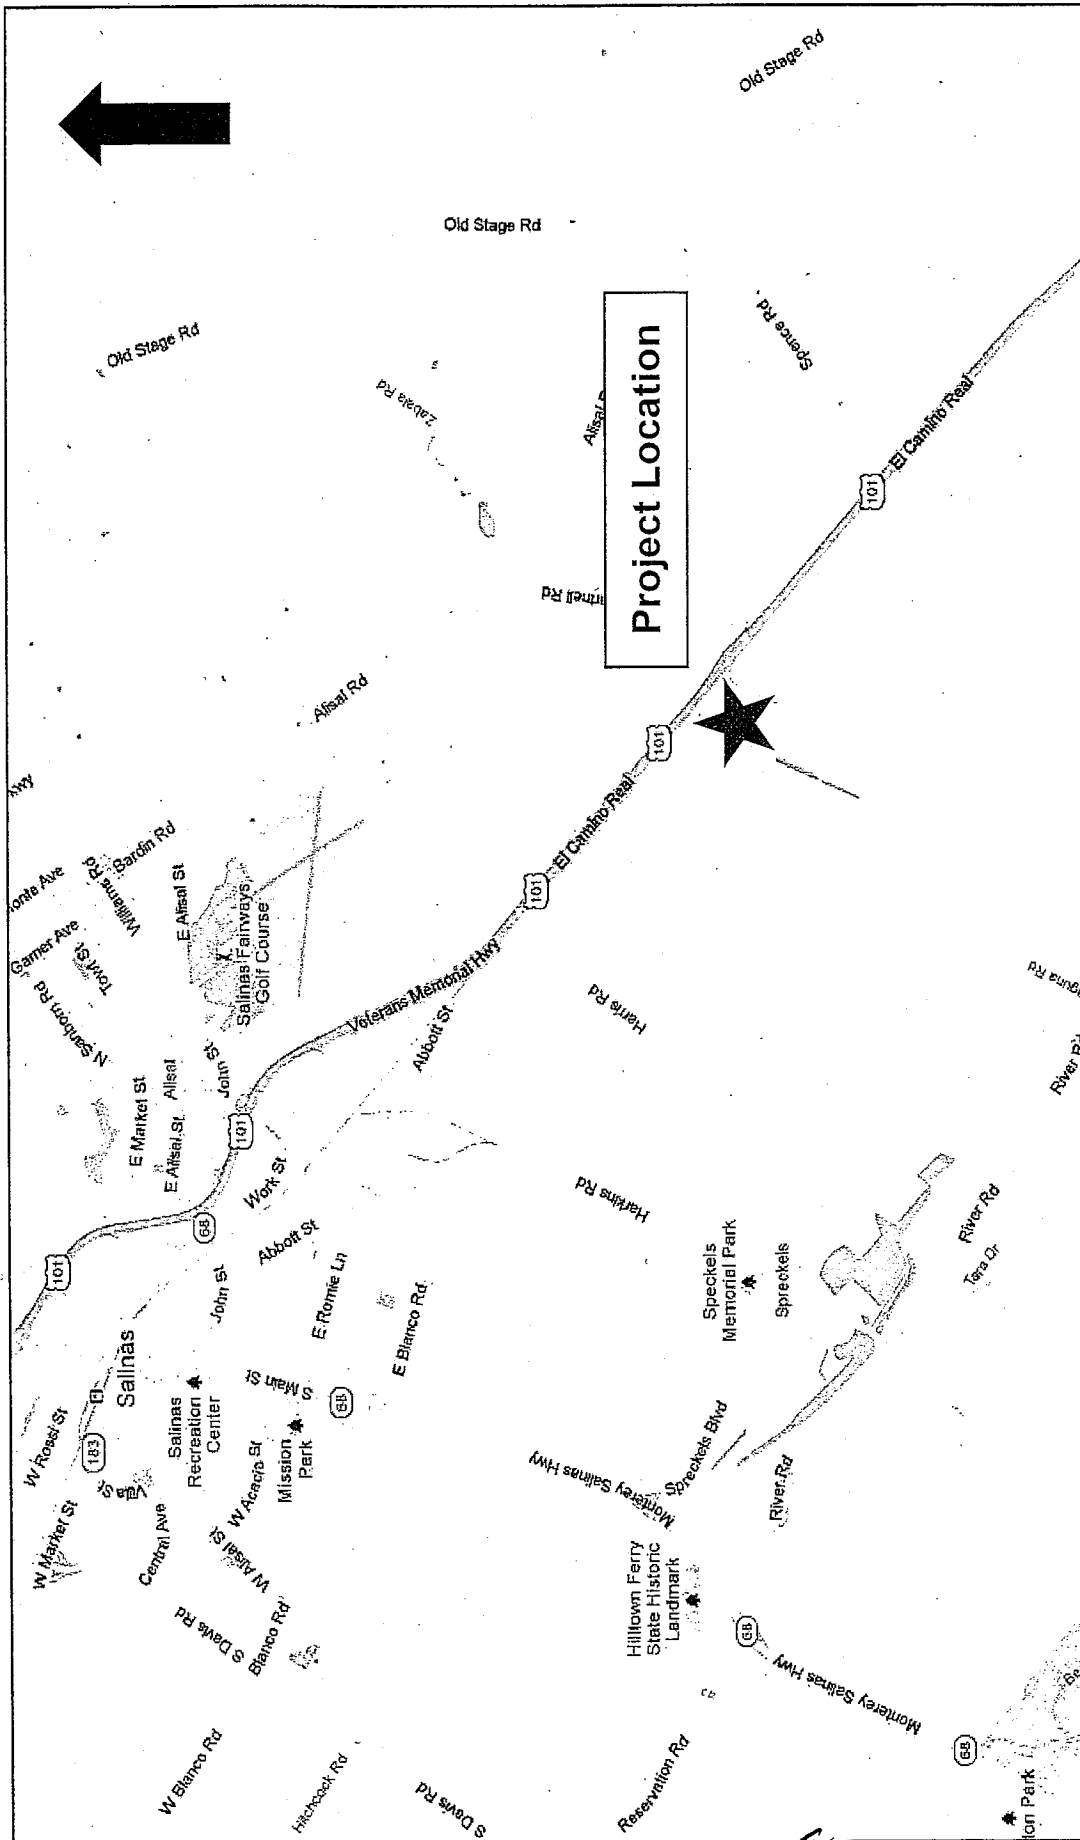 W Rossi St
101
Garner Ave
W Market St
183
N Sanborn Rd
Villa St
Towt St
Williams Rd
Salinas
E Market St
Bardin Rd
Old Stage Rd
Central Ave
E Alisal St
Alisal
E Alisal St
W Blanco Rd
S Davis Rd
Salinas
Recreation
Center
68
John St
John St
W Alisal St
W Acacia St
101
Salinas Fairways
Golf Course
Blanco Rd
Mission
Park
S Main St
Work St
Abbott St
Alisal Rd
Hitchcock Rd
68
E Romie Ln
Veterans Memorial Hwy
Zabala Rd
E Blanco Rd
Abbott St
S Davis Rd
Old Stage Rd
101
Monterey Salinas Hwy
El Camino Real
Harris Rd
Harkins Rd
Alisal
Project Location
Hilltown Ferry
State Historic
Landmark
Reservation Rd
Monterey Salinas Hwy
101
Spreckels Blvd
Speckels
Memorial Park
68
River Rd
Spreckels
Spence Rd
Old Stage Rd
Monterey Salinas Hwy
101
El Camino Real
68
River Rd
Tara Dr